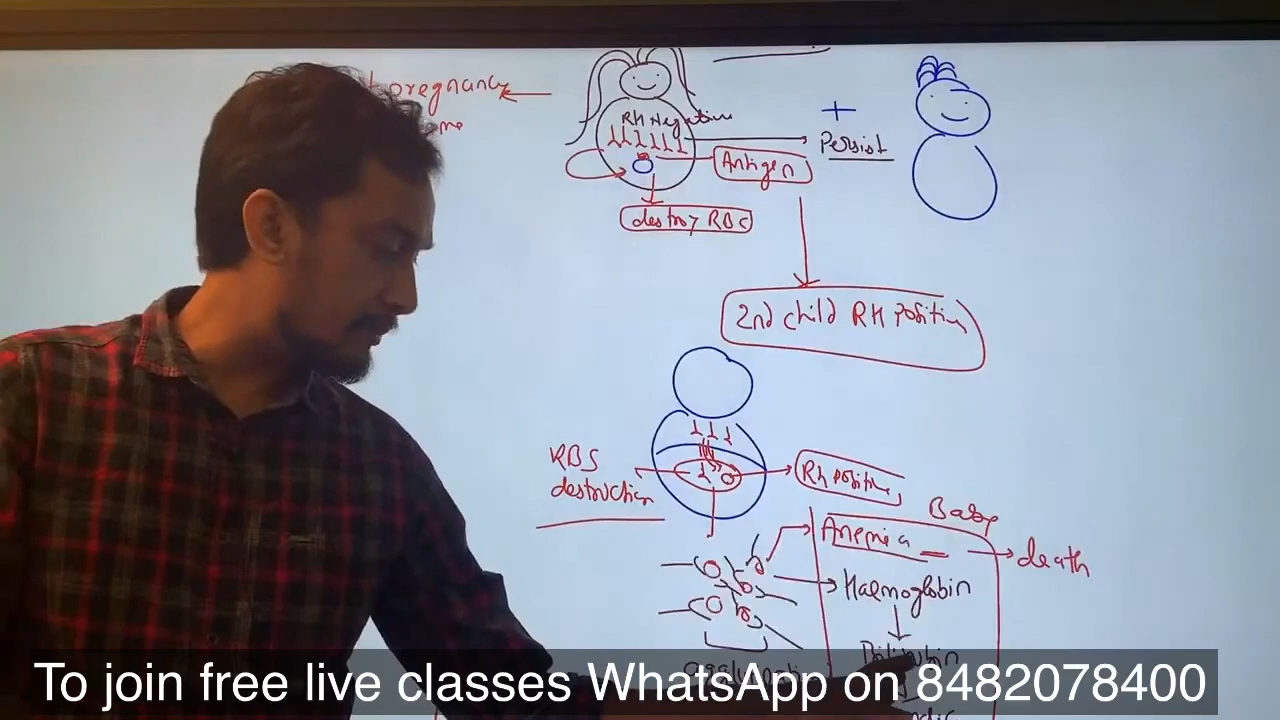 pregnancy
RH Negative
+
Persist
Antigen
destroy RBC
2nd child RH Positive
RBS
destruction
Rh positive
Baby
Anemia
death
Haemoglobin
To join free live classes WhatsApp on 8482078400